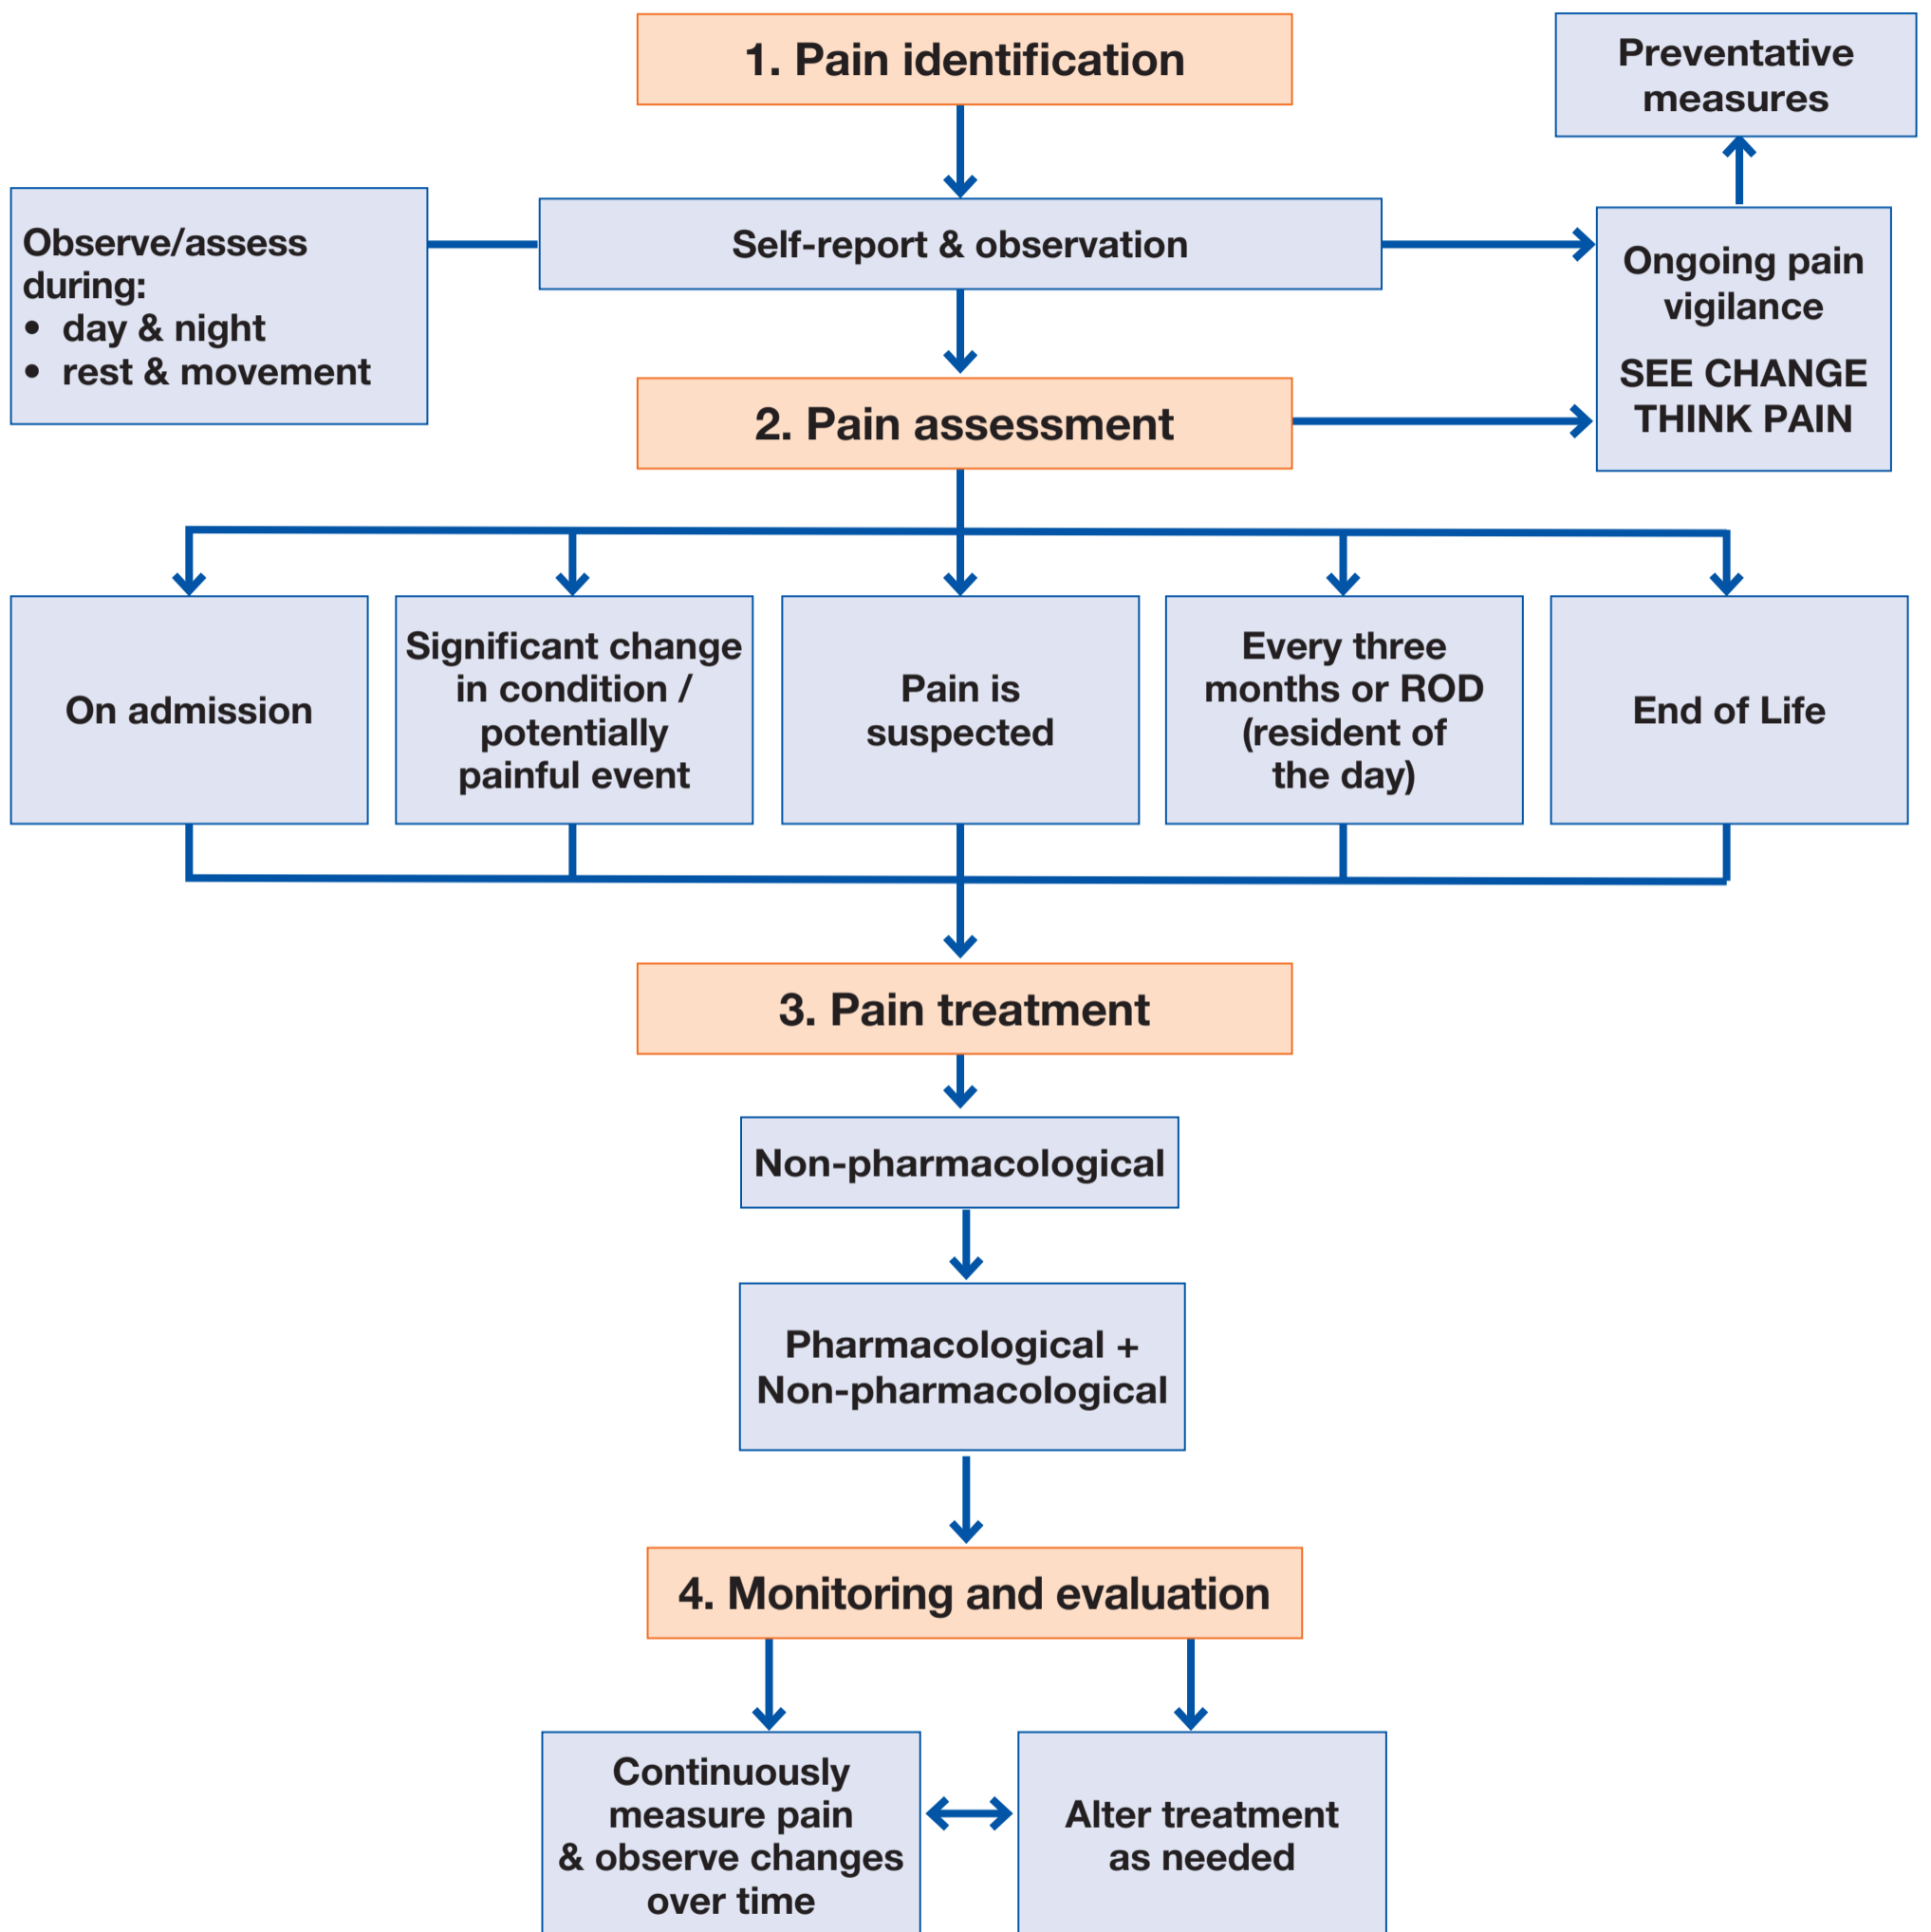 1. Pain identification
Preventative
measures
Observe/assess
during:
• day & night
• rest & movement
Self-report & observation
Ongoing pain
vigilance
SEE CHANGE
THINK PAIN
2. Pain assessment
On admission
Significant change
in condition /
potentially
painful event
Pain is
suspected
Every three
months or ROD
(resident of
the day)
End of Life
3. Pain treatment
Non-pharmacological
Pharmacological +
Non-pharmacological
4. Monitoring and evaluation
Continuously
measure pain
& observe changes
over time
Alter treatment
as needed